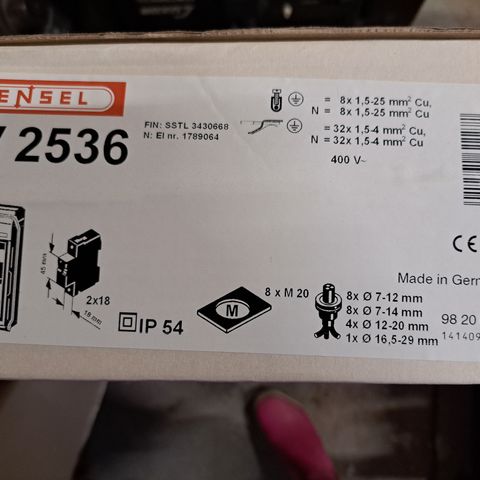 ENSEL
2536
FIN: SSTL 3430668
N: El nr. 1789064
= 8x 1,5-25 mm² Cu,
N = 8x 1,5-25 mm² Cu
= 32x 1,5-4 mm² Cu,
N = 32x 1,5-4 mm² Cu
400 V~
CE
45 mm
18 mm
2x18
IP 54
8 x M 20
M
8x Ø 7-12 mm
8x Ø 7-14 mm
4x Ø 12-20 mm
1x Ø 16,5-29 mm
Made in Germ
98 20
141409